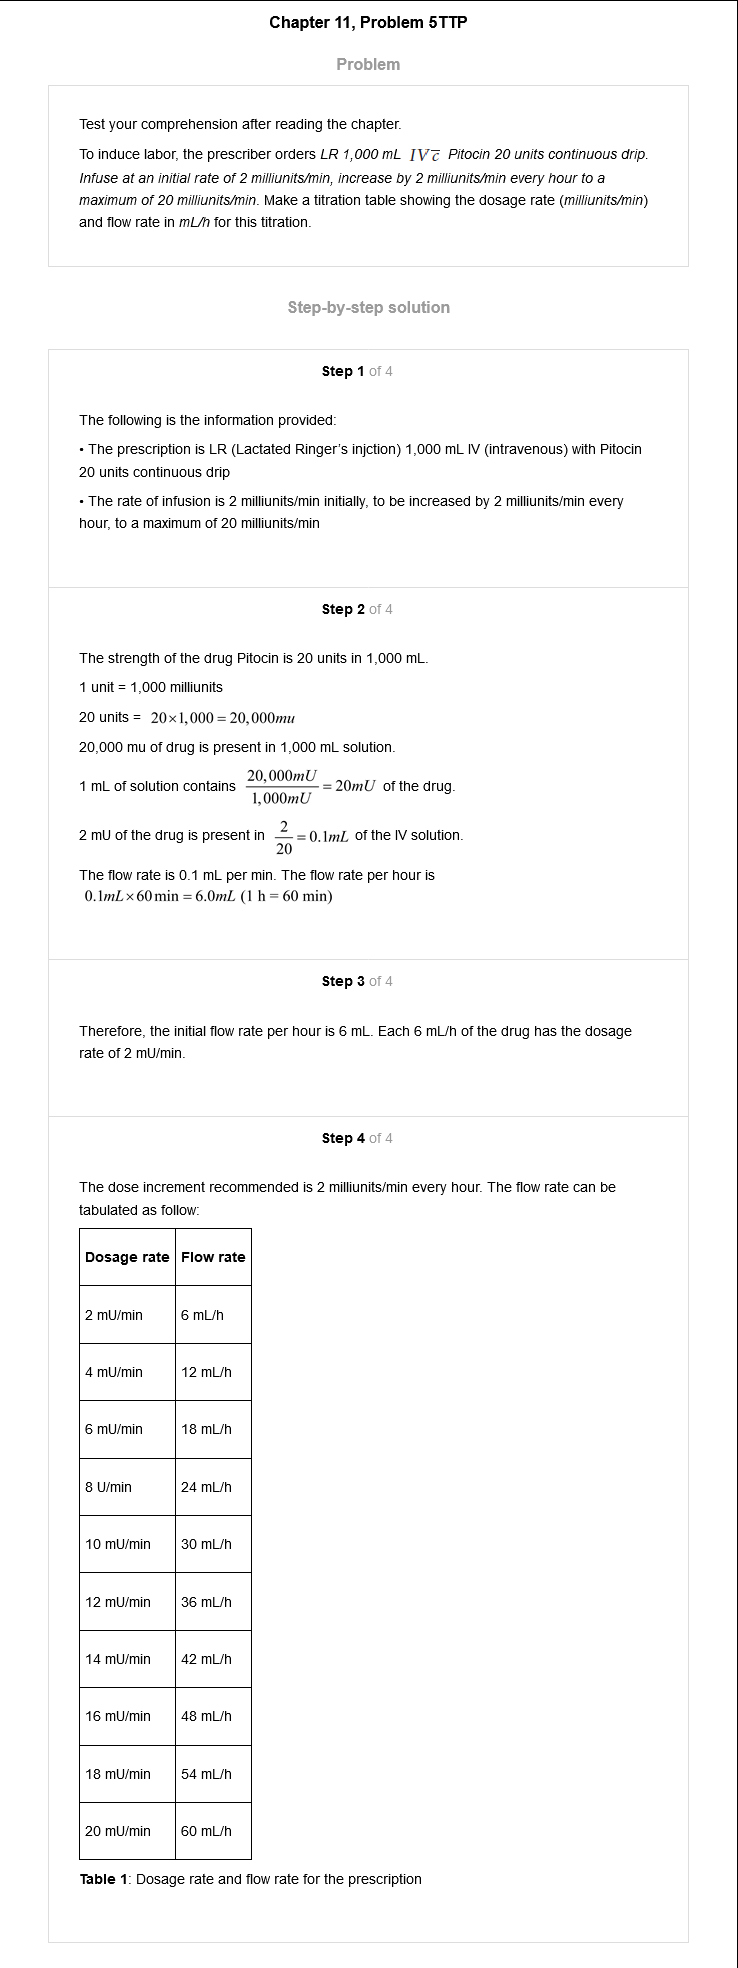 Chapter 11, Problem 5TTP
Problem
Test your comprehension after reading the chapter.
To induce labor, the prescriber orders LR 1,000 mL IV c̅ Pitocin 20 units continuous drip.
Infuse at an initial rate of 2 milliunits/min, increase by 2 milliunits/min every hour to a
maximum of 20 milliunits/min. Make a titration table showing the dosage rate (milliunits/min)
and flow rate in mL/h for this titration.
Step-by-step solution
Step 1 of 4
The following is the information provided:
• The prescription is LR (Lactated Ringer's injction) 1,000 mL IV (intravenous) with Pitocin
20 units continuous drip
• The rate of infusion is 2 milliunits/min initially, to be increased by 2 milliunits/min every
hour, to a maximum of 20 milliunits/min
Step 2 of 4
The strength of the drug Pitocin is 20 units in 1,000 mL.
1 unit = 1,000 milliunits
20 units = 20×1,000 = 20,000mu
20,000 mu of drug is present in 1,000 mL solution.
1 mL of solution contains 20,000mU/1,000mU = 20mU of the drug.
2 mU of the drug is present in 2/20 = 0.1mL of the IV solution.
The flow rate is 0.1 mL per min. The flow rate per hour is
0.1mL×60min = 6.0mL (1 h = 60 min)
Step 3 of 4
Therefore, the initial flow rate per hour is 6 mL. Each 6 mL/h of the drug has the dosage
rate of 2 mU/min.
Step 4 of 4
The dose increment recommended is 2 milliunits/min every hour. The flow rate can be
tabulated as follow:
Dosage rate Flow rate
2 mU/min 6 mL/h
4 mU/min 12 mL/h
6 mU/min 18 mL/h
8 U/min 24 mL/h
10 mU/min 30 mL/h
12 mU/min 36 mL/h
14 mU/min 42 mL/h
16 mU/min 48 mL/h
18 mU/min 54 mL/h
20 mU/min 60 mL/h
Table 1: Dosage rate and flow rate for the prescription